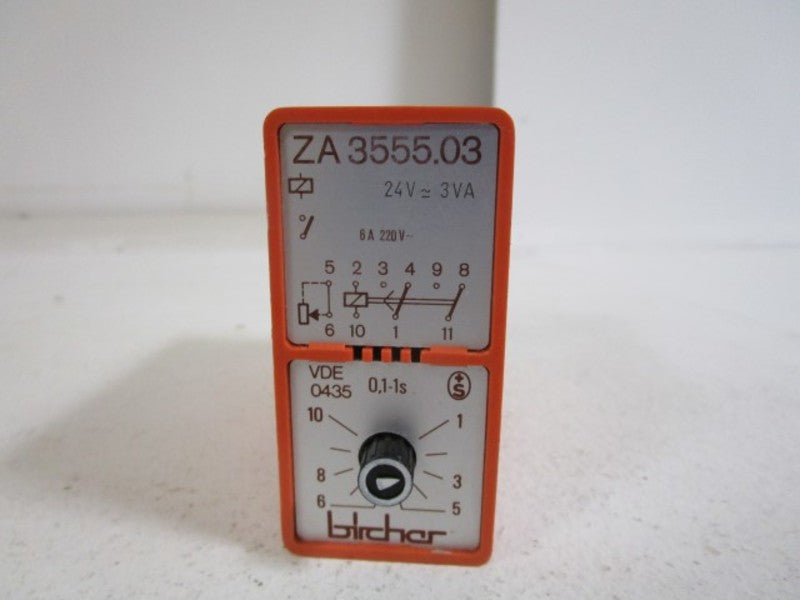 ZA 3555.03
24V ≃ 3VA
6A 220V~
5 2 3 4 9 8
6 10 1 11
VDE
0435 0,1-1s +S
10 1
8 3
6 5
bircher